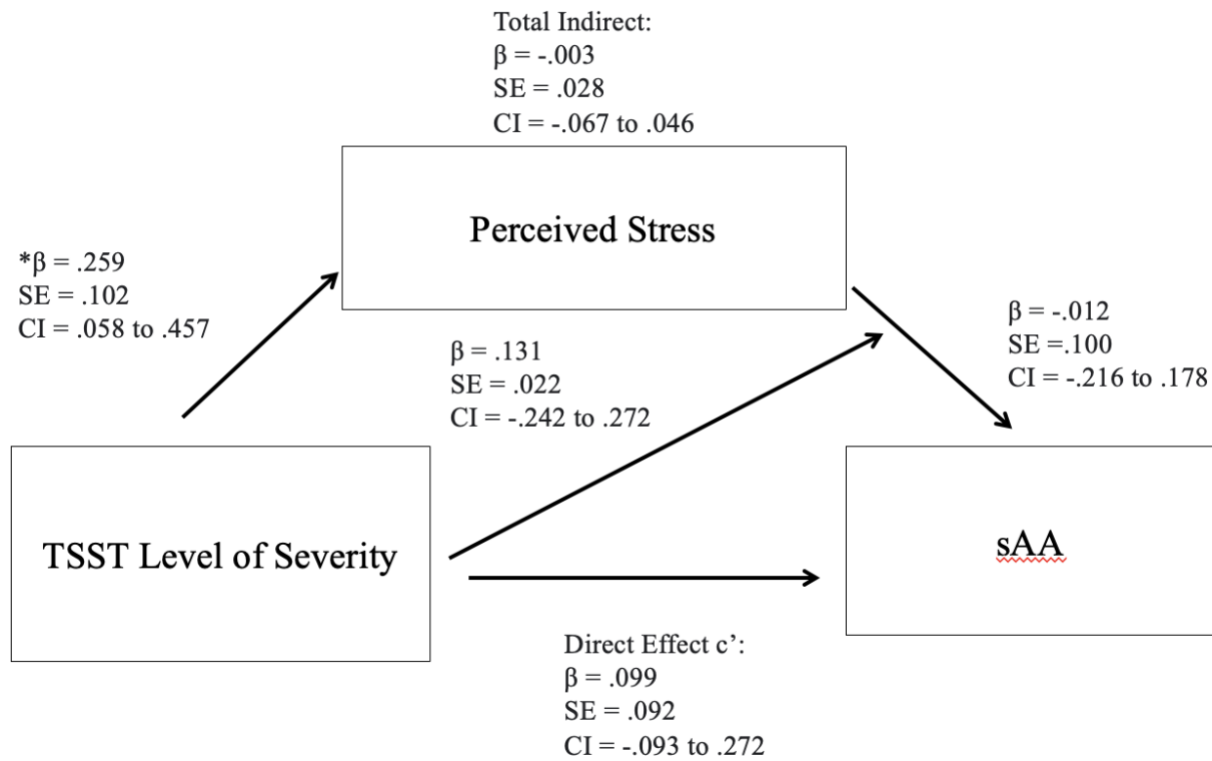 Total Indirect:
β = -.003
SE = .028
CI = -.067 to .046
Perceived Stress
*β = .259
SE = .102
CI = .058 to .457
β = .131
SE = .022
CI = -.242 to .272
β = -.012
SE =.100
CI = -.216 to .178
TSST Level of Severity
sAA
Direct Effect c’:
β = .099
SE = .092
CI = -.093 to .272